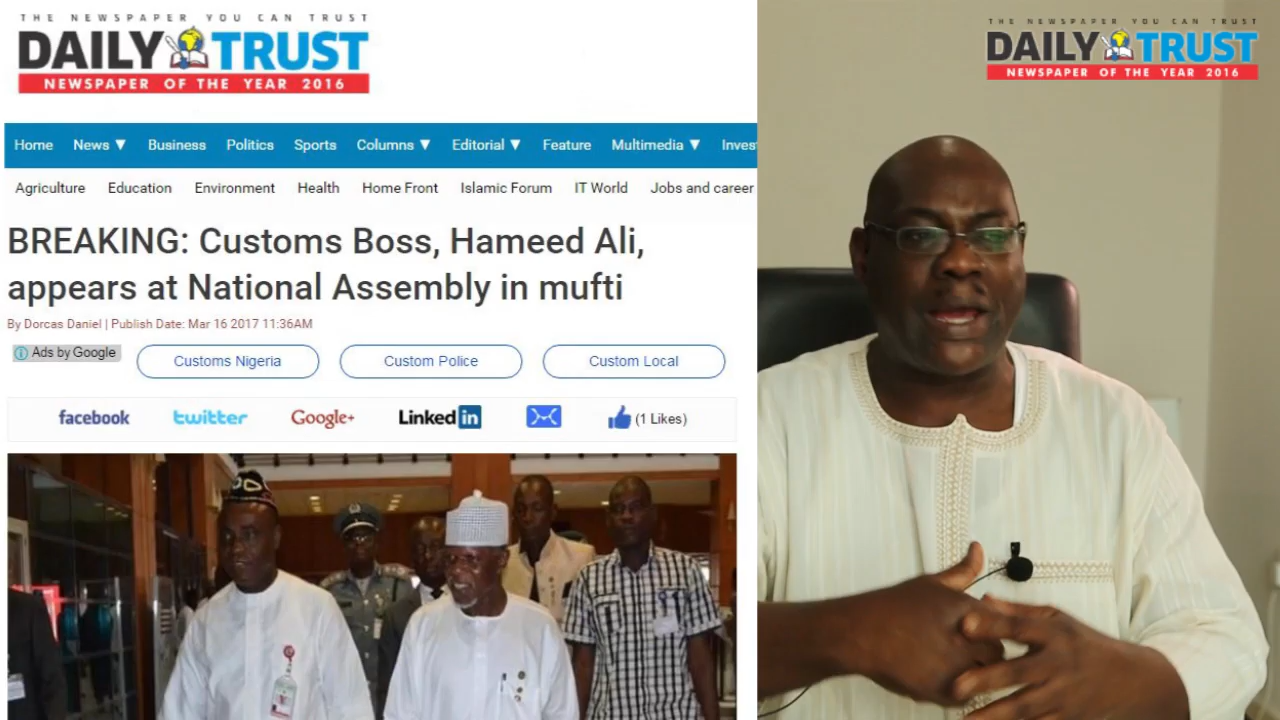 THE NEWSPAPER YOU CAN TRUST
DAILY TRUST
NEWSPAPER OF THE YEAR 2016
Home News ▼ Business Politics Sports Columns ▼ Editorial ▼ Feature Multimedia ▼ Inves
Agriculture Education Environment Health Home Front Islamic Forum IT World Jobs and career
BREAKING: Customs Boss, Hameed Ali,
appears at National Assembly in mufti
By Dorcas Daniel | Publish Date: Mar 16 2017 11:36AM
Ads by Google Customs Nigeria Custom Police Custom Local
facebook twitter Google+ Linked in (1 Likes)
THE NEWSPAPER YOU CAN TRUST
DAILY TRUST
NEWSPAPER OF THE YEAR 2016